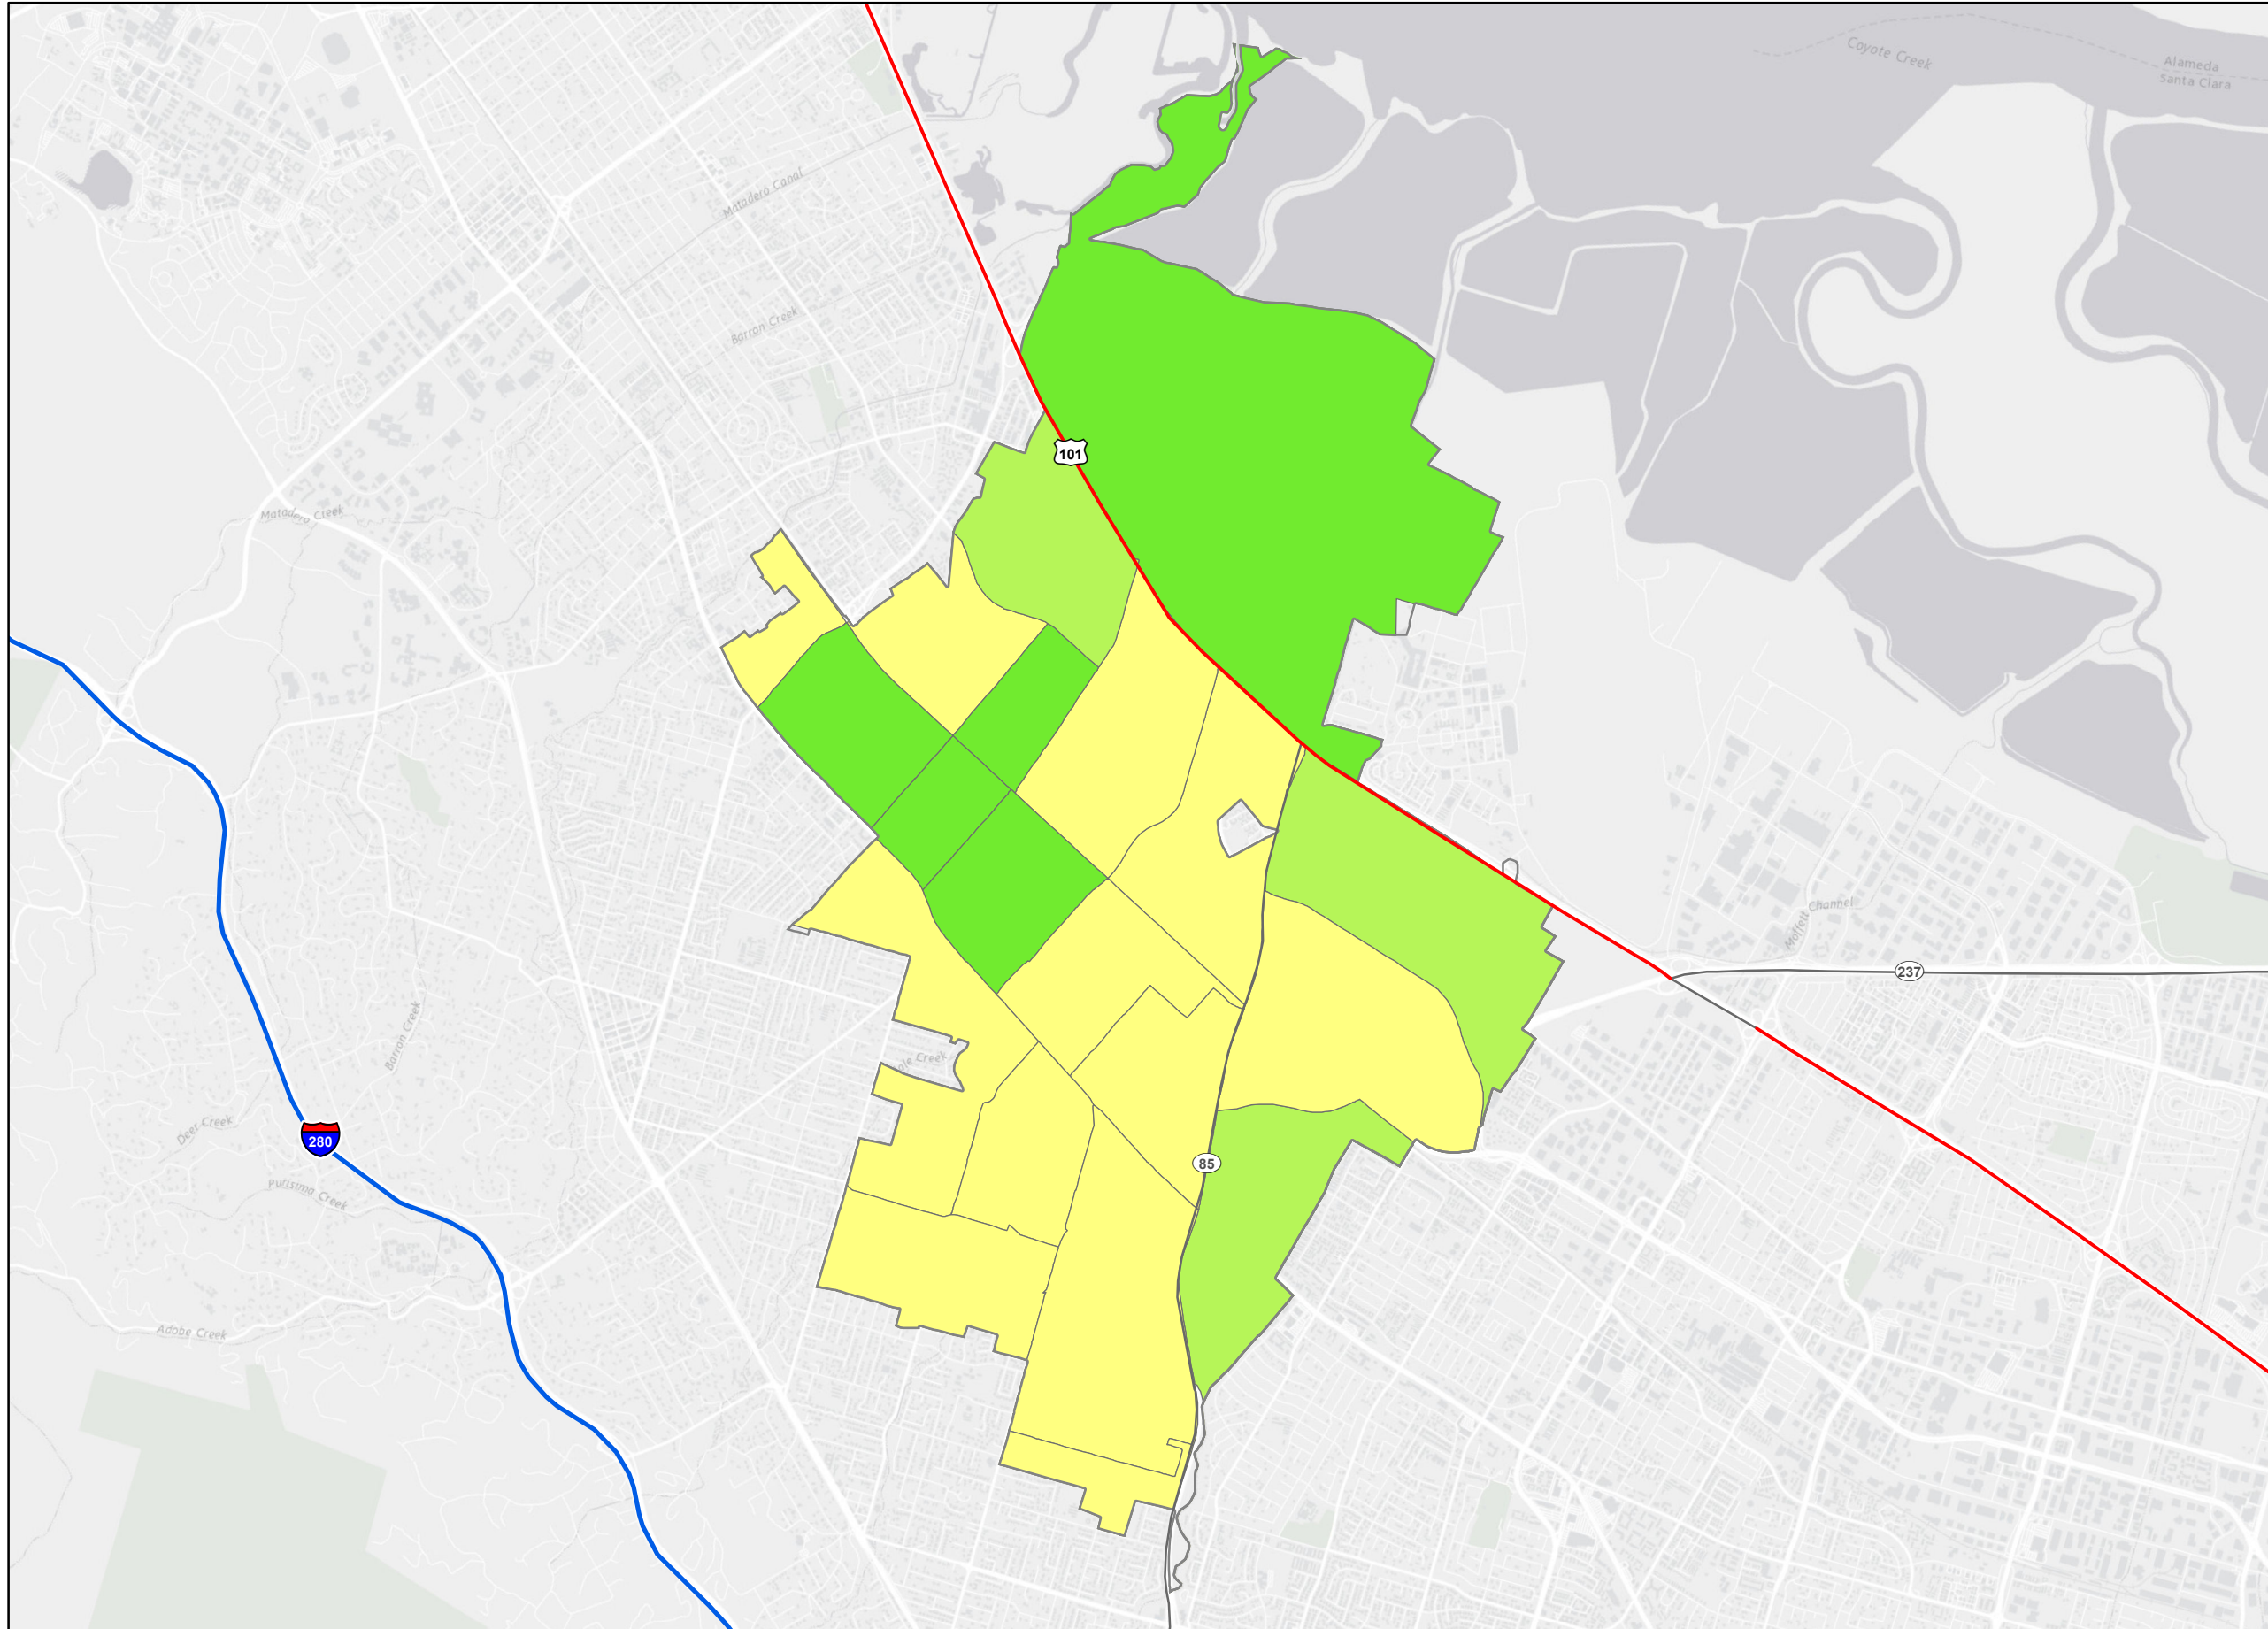 Coyote Creek
Alameda
Santa Clara
Matadero Canal
Barron Creek
101
Matadero Creek
Moffett Channel
237
Barron Creek
Deer Creek
280
Purisima Creek
85
Adobe Creek